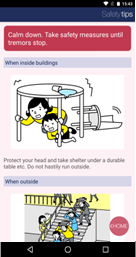 15:43
Safety tips
Calm down. Take safety measures until
tremors stop.
When inside buildings
Protect your head and take shelter under a durable
table etc. Do not hastily run outside.
When outside
HOME